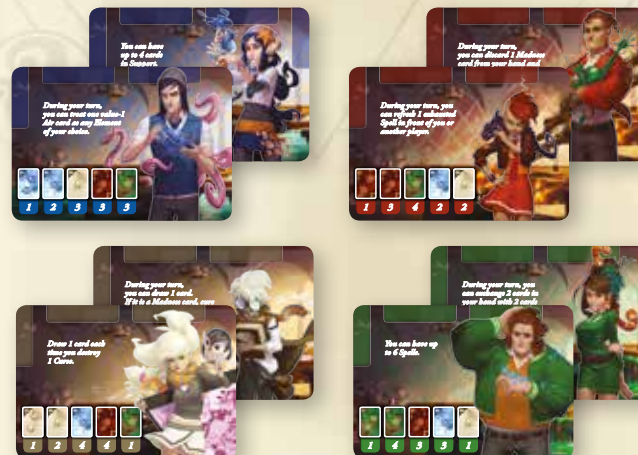 You can have
up to 4 cards
in Support.
During your turn,
you can treat one value-1
Air card as any Element
of your choice.
1 2 3 3 3
During your turn,
you can discard 1 Madness
card from your hand and
During your turn, you
can refresh 1 exhausted
Spell in front of you or
another player.
1 3 4 2 2
During your turn,
you can draw 1 card.
If it is a Madness card, cure
Draw 1 card each
time you destroy
1 Curse.
1 2 4 4 1
During your turn, you
can exchange 2 cards in
your hand with 2 cards
You can have up
to 6 Spells.
1 4 3 3 1